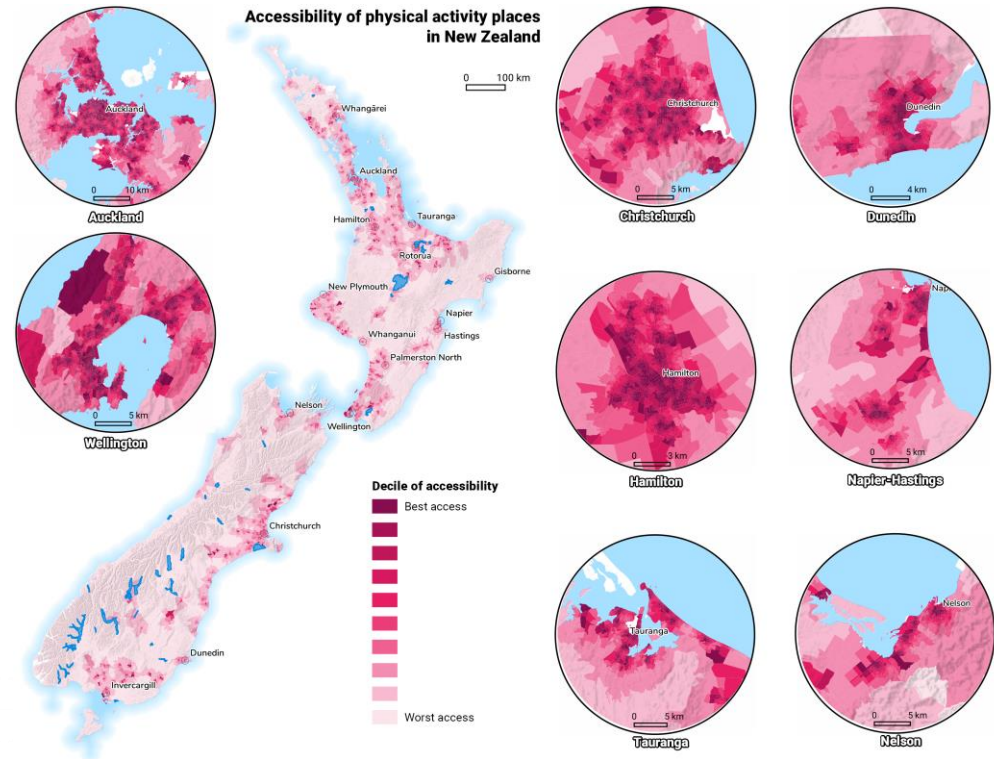 Accessibility of physical activity places
in New Zealand
0 100 km
Auckland
0 10 km
Auckland
0 5 km
Wellington
Whangārei
Auckland
Hamilton
Tauranga
Rotorua
Gisborne
New Plymouth
Napier
Hastings
Whanganui
Palmerston North
Nelson
Wellington
Christchurch
Dunedin
Invercargill
Decile of accessibility
Best access
Worst access
Christchurch
0 5 km
Christchurch
Dunedin
0 4 km
Dunedin
Hamilton
0 3 km
Hamilton
Nap
0 5 km
Napier-Hastings
Tauranga
0 5 km
Tauranga
Nelson
0 5 km
Nelson